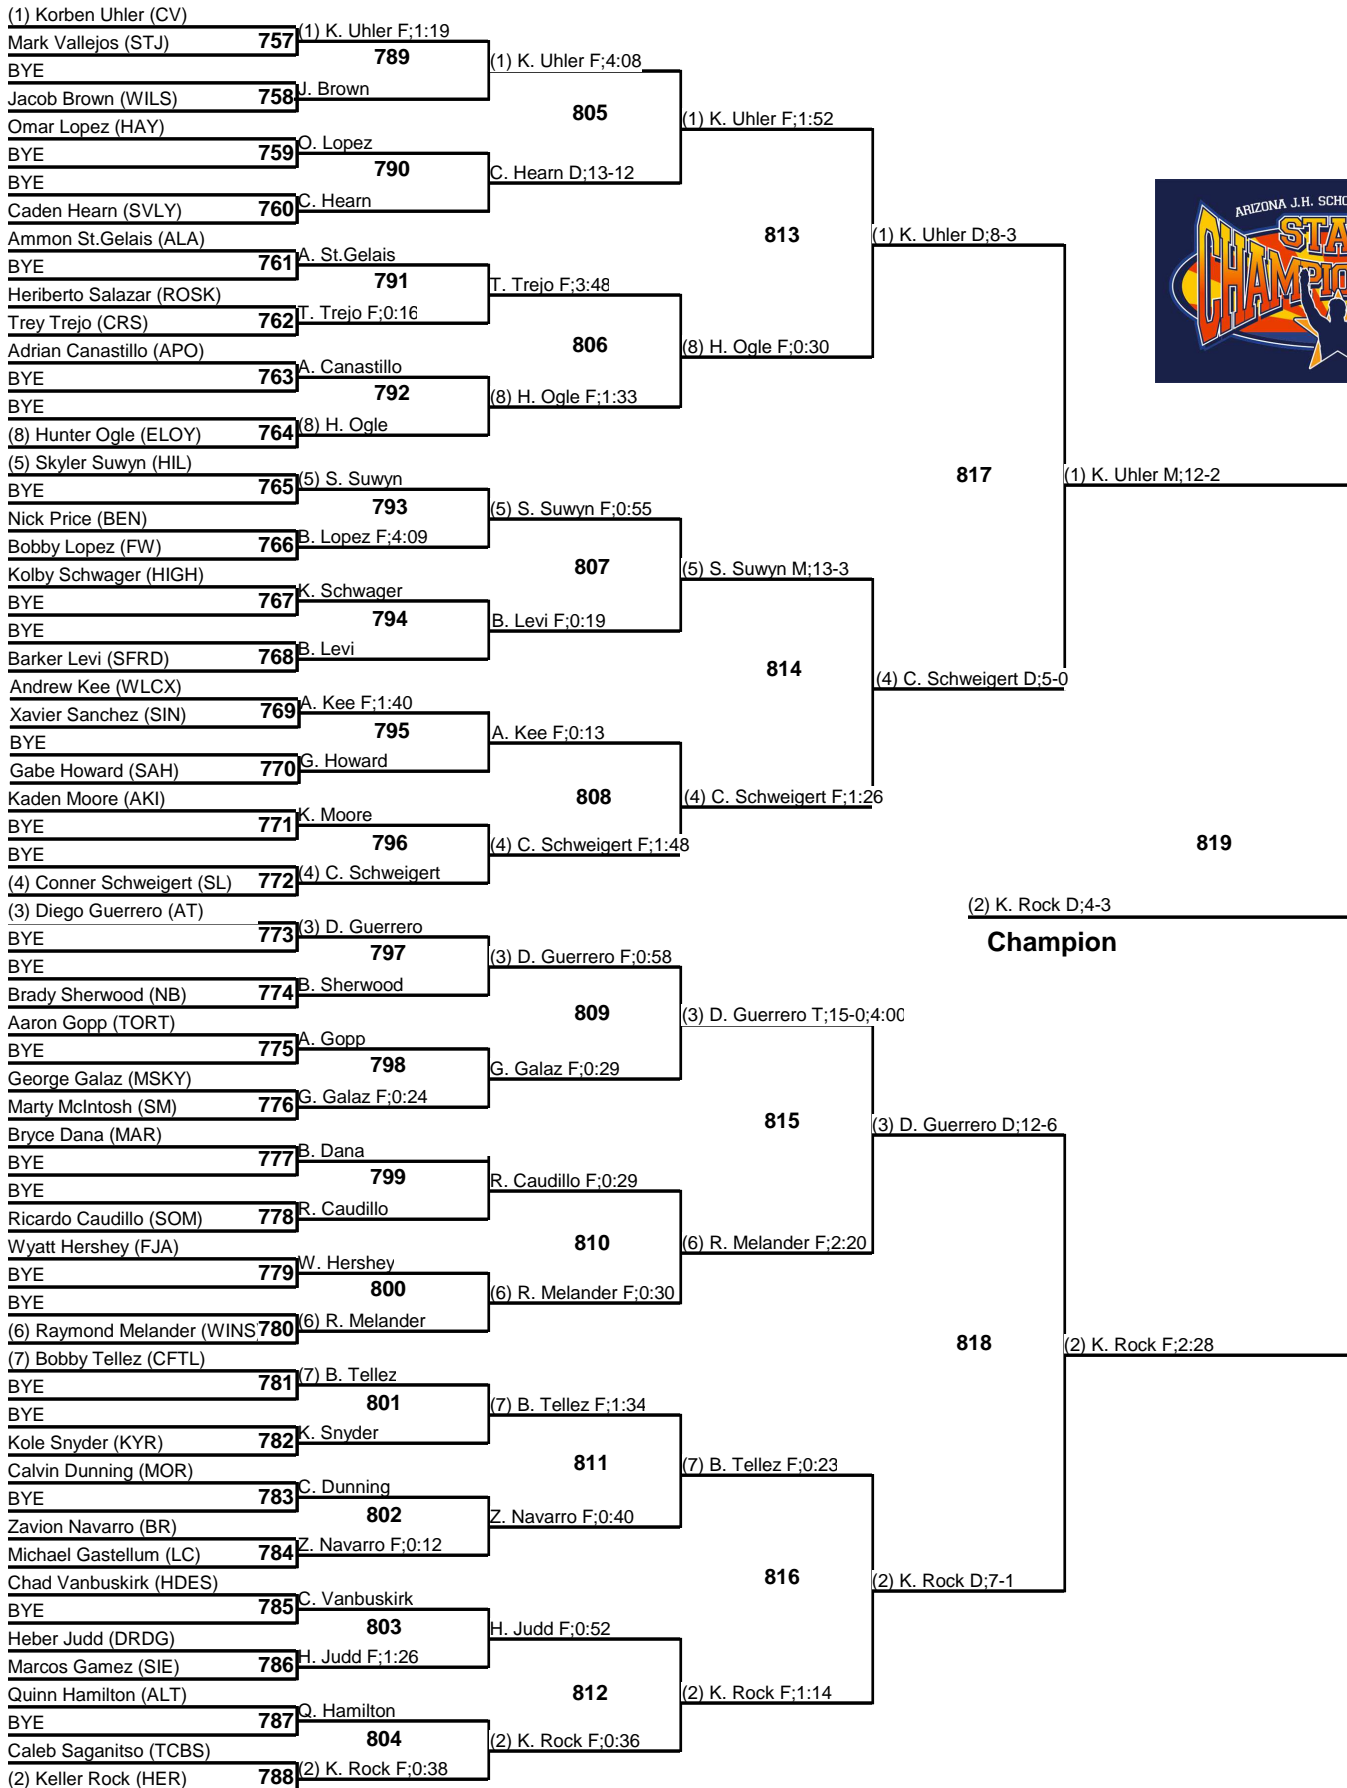 (1) Korben Uhler (CV)
Mark Vallejos (STJ) 757
BYE
Jacob Brown (WILS) 758
Omar Lopez (HAY)
BYE 759
BYE
Caden Hearn (SVLY) 760
Ammon St.Gelais (ALA)
BYE 761
Heriberto Salazar (ROSK)
Trey Trejo (CRS) 762
Adrian Canastillo (APO)
BYE 763
BYE
(8) Hunter Ogle (ELOY) 764
(5) Skyler Suwyn (HIL)
BYE 765
Nick Price (BEN)
Bobby Lopez (FW) 766
Kolby Schwager (HIGH)
BYE 767
BYE
Barker Levi (SFRD) 768
Andrew Kee (WLCX)
Xavier Sanchez (SIN) 769
BYE
Gabe Howard (SAH) 770
Kaden Moore (AKI)
BYE 771
BYE
(4) Conner Schweigert (SL) 772
(3) Diego Guerrero (AT)
BYE 773
BYE
Brady Sherwood (NB) 774
Aaron Gopp (TORT)
BYE 775
George Galaz (MSKY)
Marty McIntosh (SM) 776
Bryce Dana (MAR)
BYE 777
BYE
Ricardo Caudillo (SOM) 778
Wyatt Hershey (FJA)
BYE 779
BYE
(6) Raymond Melander (WINS 780
(7) Bobby Tellez (CFTL)
BYE 781
BYE
Kole Snyder (KYR) 782
Calvin Dunning (MOR)
BYE 783
Zavion Navarro (BR)
Michael Gastellum (LC) 784
Chad Vanbuskirk (HDES)
BYE 785
Heber Judd (DRDG)
Marcos Gamez (SIE) 786
Quinn Hamilton (ALT)
BYE 787
Caleb Saganitso (TCBS)
(2) Keller Rock (HER) 788
(1) K. Uhler F;1:19
789
J. Brown
O. Lopez
790
C. Hearn
A. St.Gelais
791
T. Trejo F;0:16
A. Canastillo
792
(8) H. Ogle
(5) S. Suwyn
793
B. Lopez F;4:09
K. Schwager
794
B. Levi
A. Kee F;1:40
795
G. Howard
K. Moore
796
(4) C. Schweigert
(3) D. Guerrero
797
B. Sherwood
A. Gopp
798
G. Galaz F;0:24
B. Dana
799
R. Caudillo
W. Hershey
800
(6) R. Melander
(7) B. Tellez
801
K. Snyder
C. Dunning
802
Z. Navarro F;0:12
C. Vanbuskirk
803
H. Judd F;1:26
Q. Hamilton
804
(2) K. Rock F;0:38
(1) K. Uhler F;4:08
805
C. Hearn D;13-12
T. Trejo F;3:48
806
(8) H. Ogle F;1:33
(5) S. Suwyn F;0:55
807
B. Levi F;0:19
A. Kee F;0:13
808
(4) C. Schweigert F;1:48
(3) D. Guerrero F;0:58
809
G. Galaz F;0:29
R. Caudillo F;0:29
810
(6) R. Melander F;0:30
(7) B. Tellez F;1:34
811
Z. Navarro F;0:40
H. Judd F;0:52
812
(2) K. Rock F;0:36
(1) K. Uhler F;1:52
813
(8) H. Ogle F;0:30
(5) S. Suwyn M;13-3
814
(4) C. Schweigert F;1:26
(3) D. Guerrero T;15-0;4:00
815
(6) R. Melander F;2:20
(7) B. Tellez F;0:23
816
(2) K. Rock F;1:14
(1) K. Uhler D;8-3
817
(4) C. Schweigert D;5-0
(3) D. Guerrero D;12-6
818
(2) K. Rock D;7-1
(1) K. Uhler M;12-2
819
(2) K. Rock F;2:28
(2) K. Rock D;4-3
Champion
ARIZONA J.H. SCHO
STA
CHAMPIO